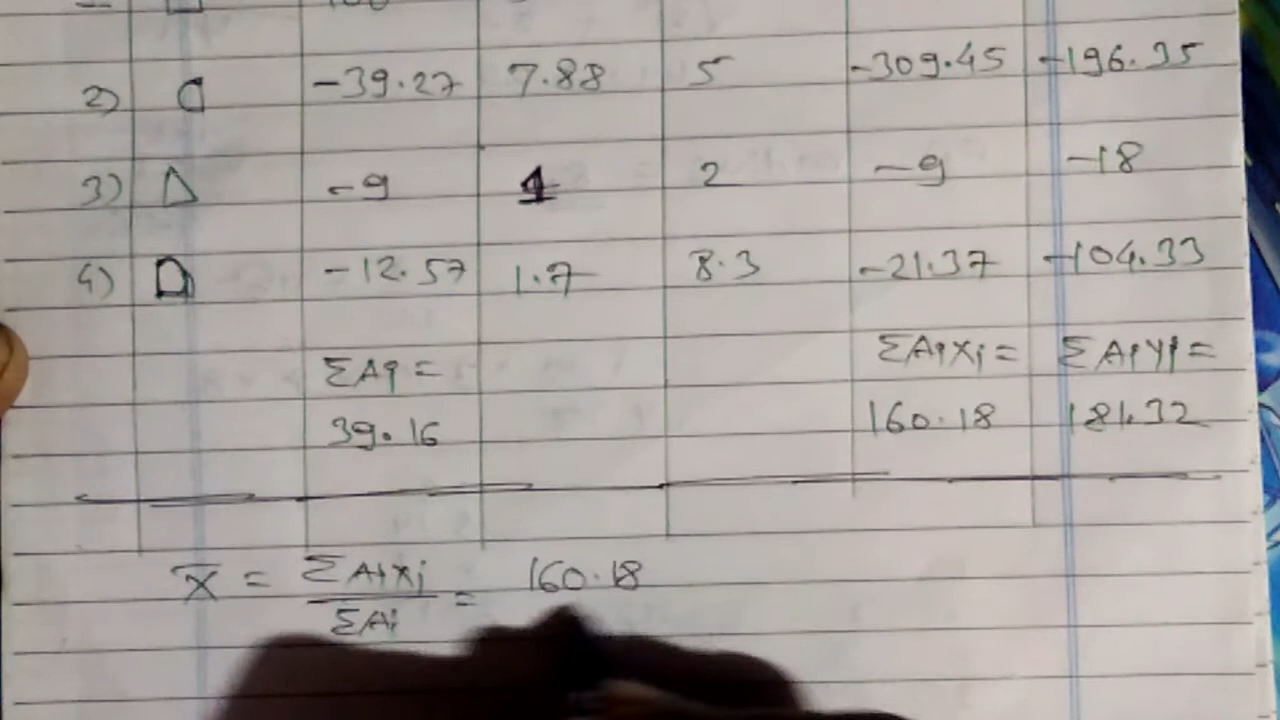 2) -39.27 7.88 5 -309.45 -196.35
3) -9 1 2 -9 -18
4) -12.57 1.7 8.3 -21.37 -104.33
ΣAi = ΣAiXi = ΣAiYi =
39.16 160.18 181.32
X̄ = ΣAiXi / ΣAi = 160.18